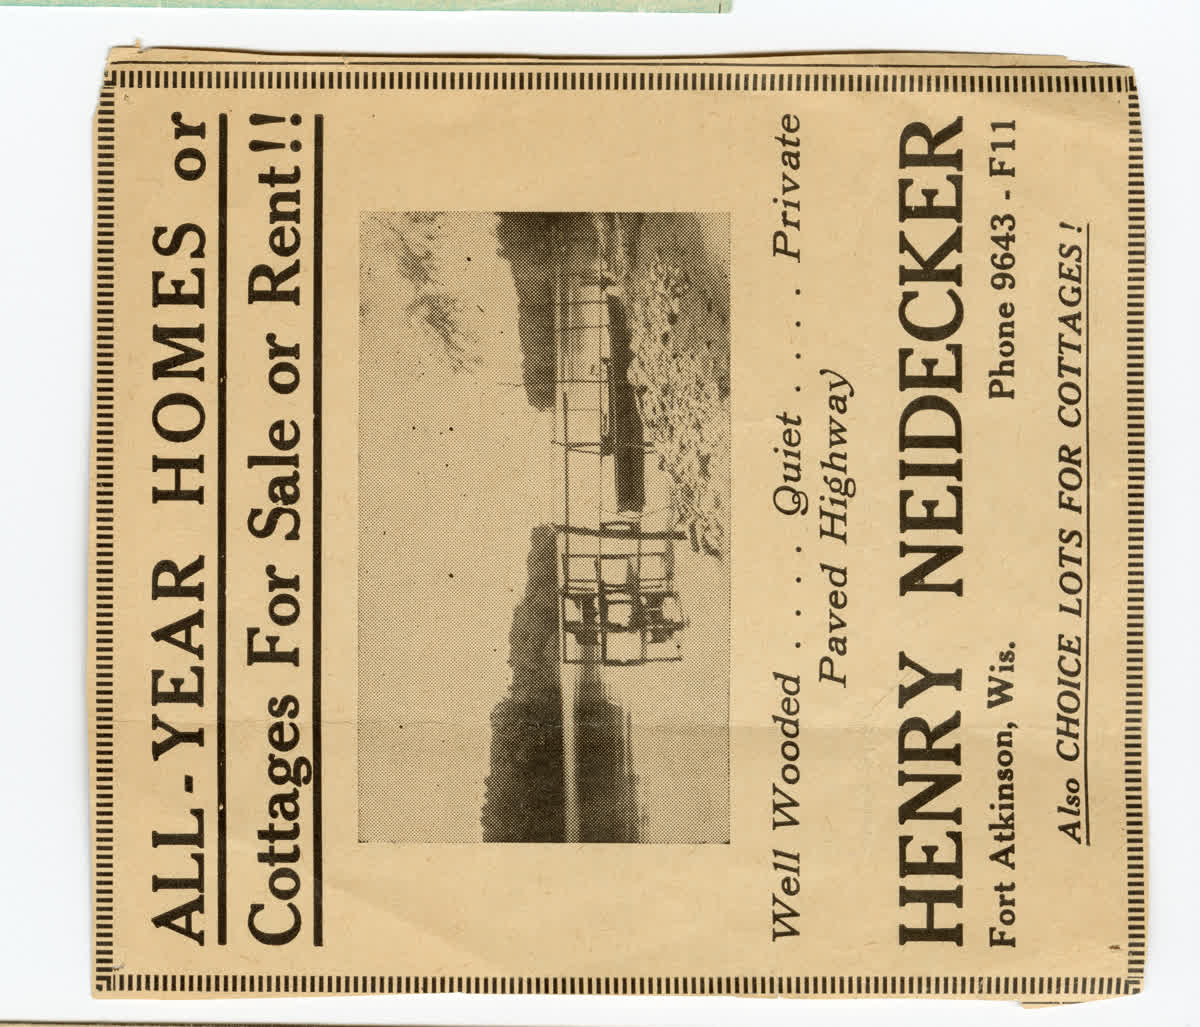 ALL-YEAR HOMES or
Cottages For Sale or Rent!!
Well Wooded . . . . Quiet . . . . Private
Paved Highway
HENRY NEIDECKER
Fort Atkinson, Wis. Phone 9643 - F11
Also CHOICE LOTS FOR COTTAGES!